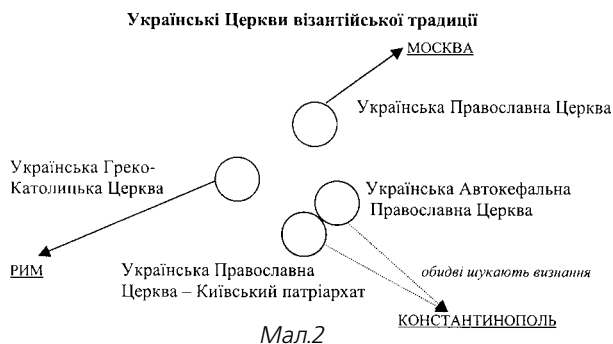 Українські Церкви візантійської традиції
МОСКВА
Українська Православна Церква
Українська Греко-
Католицька Церква
Українська Автокефальна
Православна Церква
РИМ
Українська Православна
Церква – Київський патріархат
обидві шукають визнання
КОНСТАНТИНОПОЛЬ
Мал.2